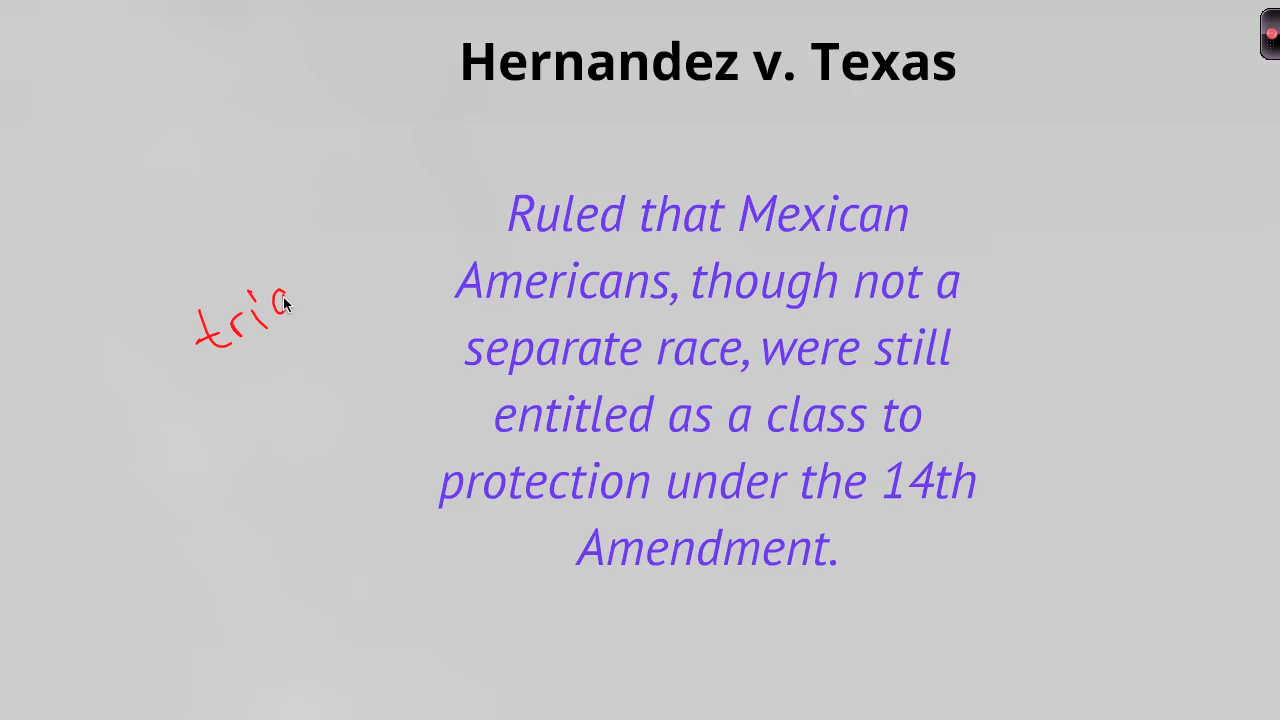 Hernandez v. Texas
Ruled that Mexican
Americans, though not a
separate race, were still
entitled as a class to
protection under the 14th
Amendment.
tria